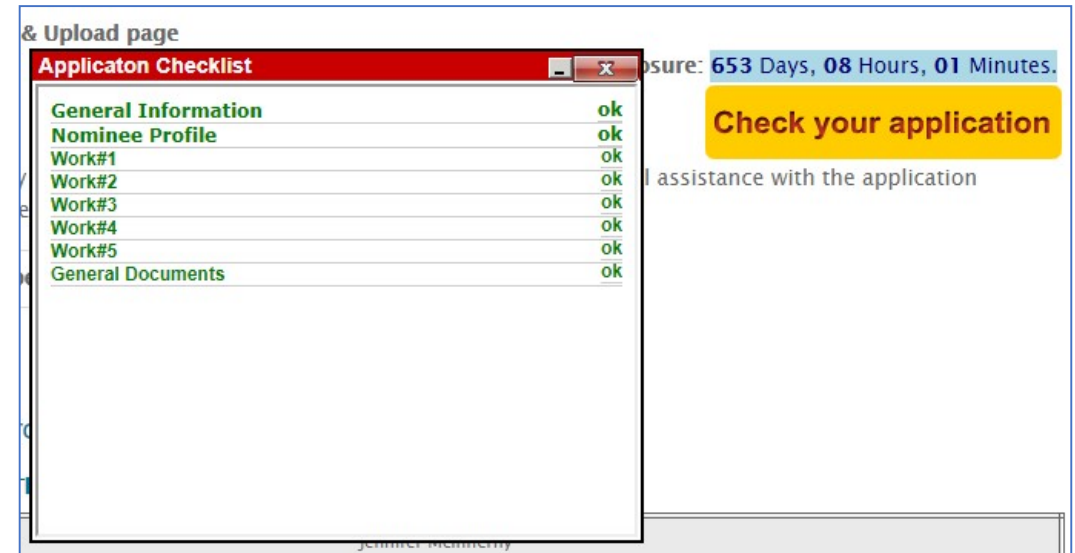 & Upload page
Applicaton Checklist
osure: 653 Days, 08 Hours, 01 Minutes.
General Information ok
Nominee Profile ok
Work#1 ok
Work#2 ok
Work#3 ok
Work#4 ok
Work#5 ok
General Documents ok
Check your application
l assistance with the application